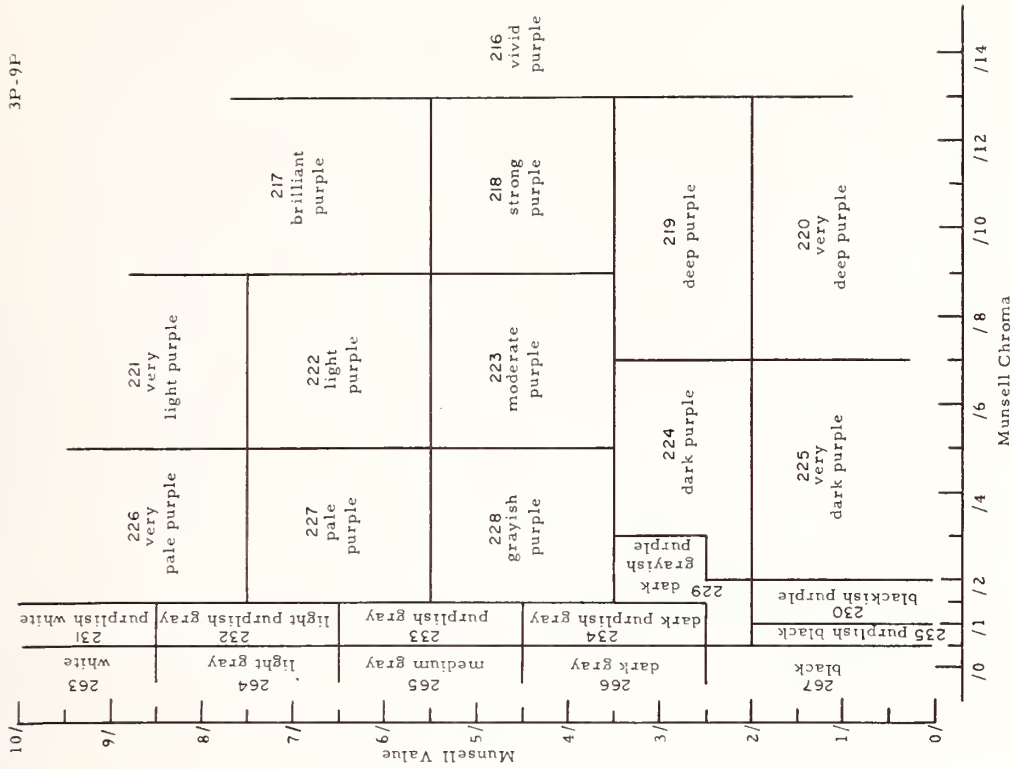 3P-9P
216
vivid
purple
217
brilliant
purple
218
strong
purple
219
deep purple
220
very
deep purple
221
very
light purple
222
light
purple
223
moderate
purple
224
dark purple
225
very
dark purple
226
very
pale purple
227
pale
purple
228
grayish
purple
229
dark
grayish
purple
230
blackish purple
231
purplish white
232
light purplish gray
233
purplish gray
234
dark purplish gray
235 purplish black
263
white
264
light gray
265
medium gray
266
dark gray
267
black
10/
9/
8/
7/
6/
5/
4/
3/
2/
1/
0/
Munsell Value
/0
/1
/2
/4
/6
/8
/10
/12
/14
Munsell Chroma